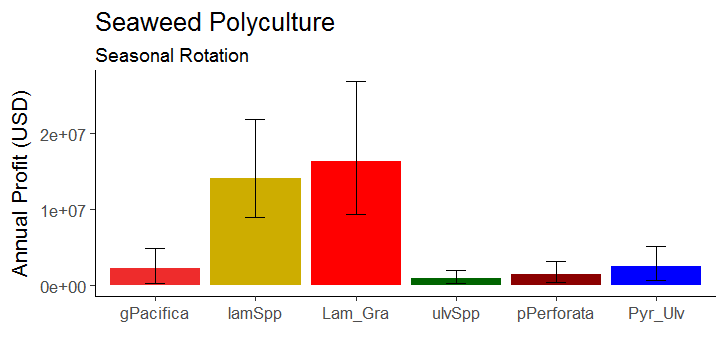 Seaweed Polyculture
Seasonal Rotation
Annual Profit (USD)
2e+07
1e+07
0e+00
gPacifica lamSpp Lam_Gra ulvSpp pPerforata Pyr_Ulv